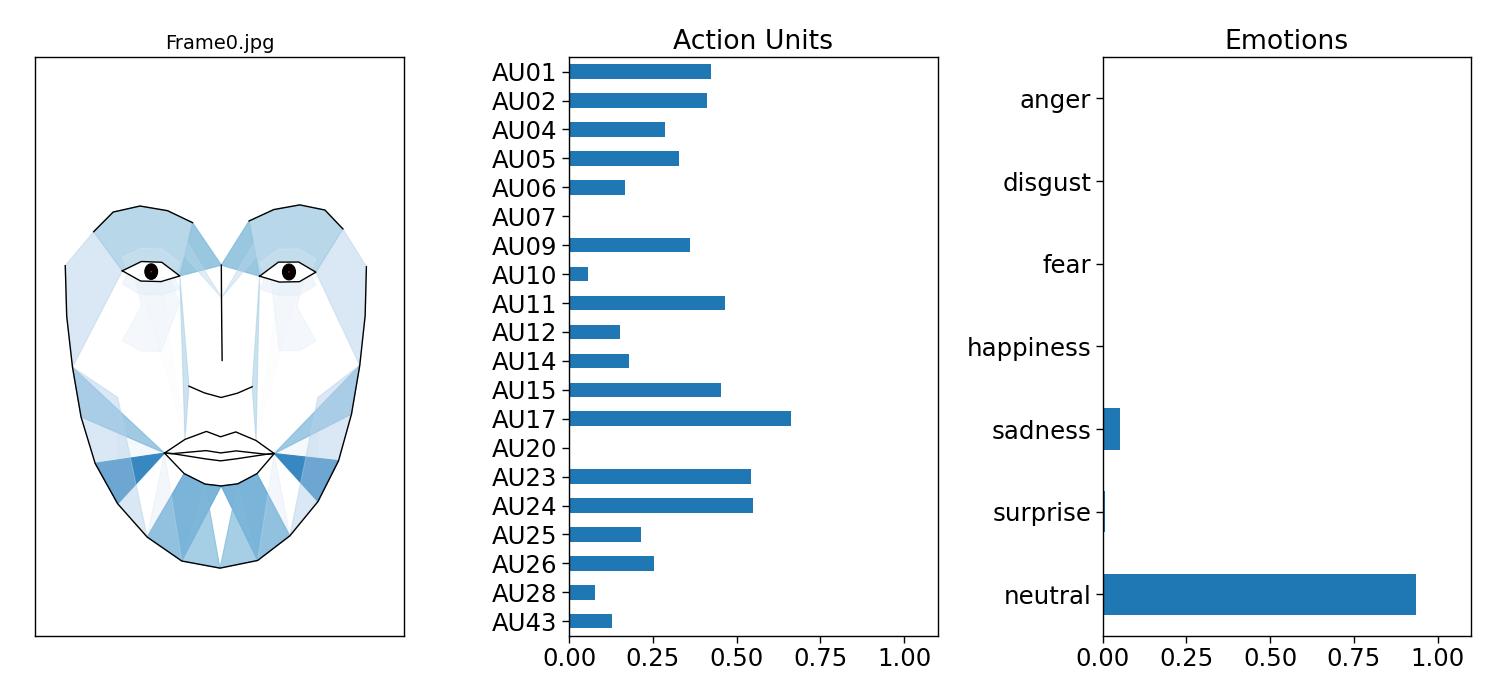 Frame0.jpg
Action Units
AU01
AU02
AU04
AU05
AU06
AU07
AU09
AU10
AU11
AU12
AU14
AU15
AU17
AU20
AU23
AU24
AU25
AU26
AU28
AU43
0.00 0.25 0.50 0.75 1.00
Emotions
anger
disgust
fear
happiness
sadness
surprise
neutral
0.00 0.25 0.50 0.75 1.00